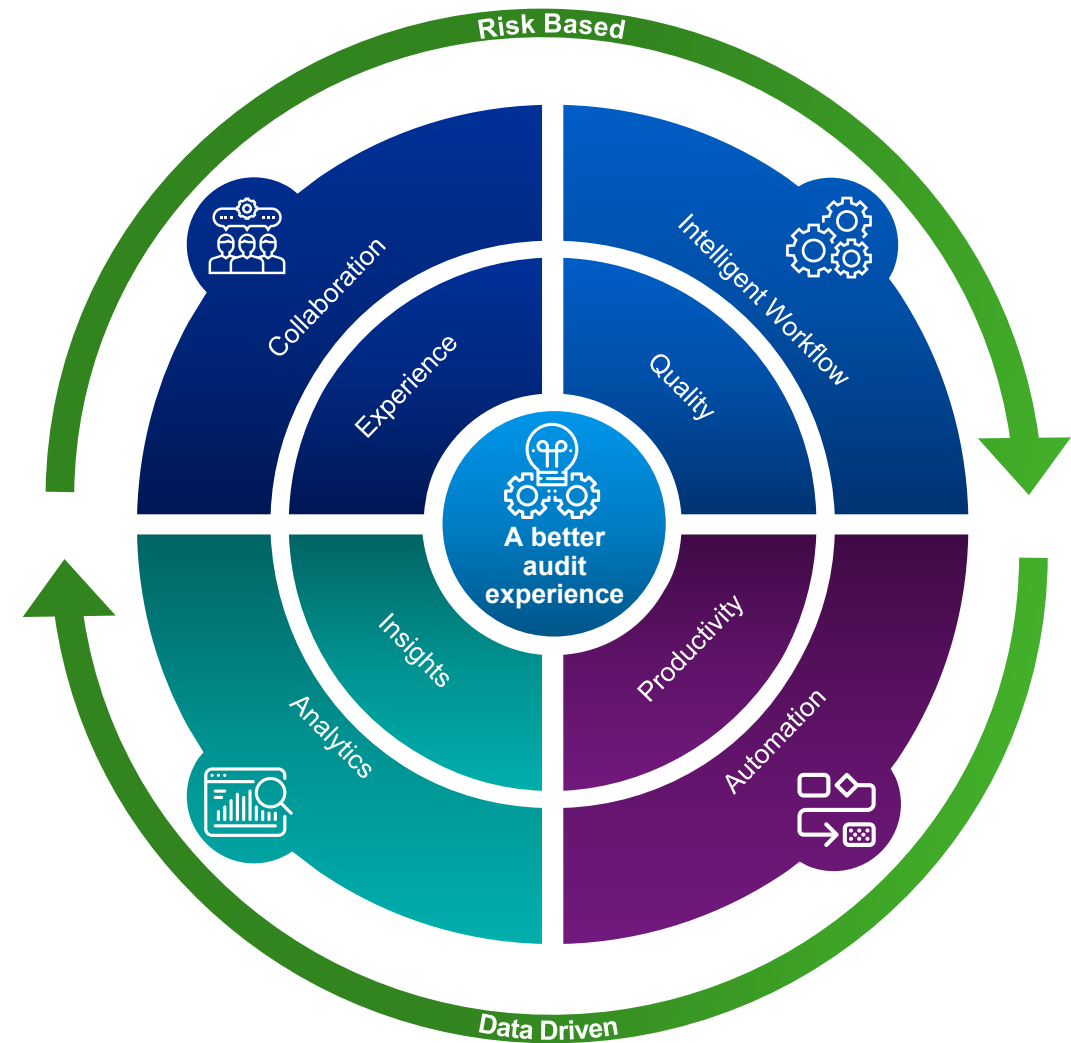 Risk Based
Collaboration
Intelligent Workflow
Experience
Quality
A better
audit
experience
Insights
Productivity
Analytics
Automation
Data Driven